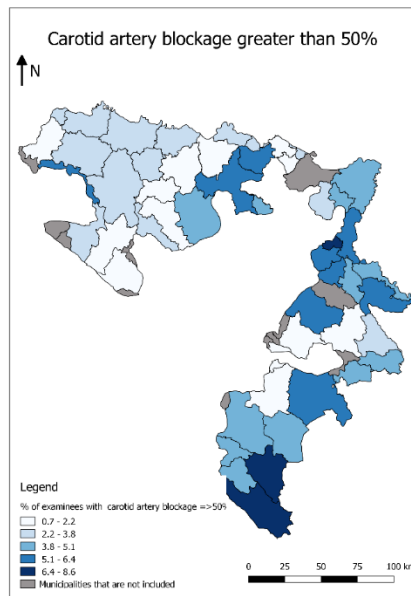 Carotid artery blockage greater than 50%
N
Legend
% of examinees with carotid artery blockage =>50%
0.7 - 2.2
2.2 - 3.8
3.8 - 5.1
5.1 - 6.4
6.4 - 8.6
Municipalities that are not included
0 25 50 75 100 km